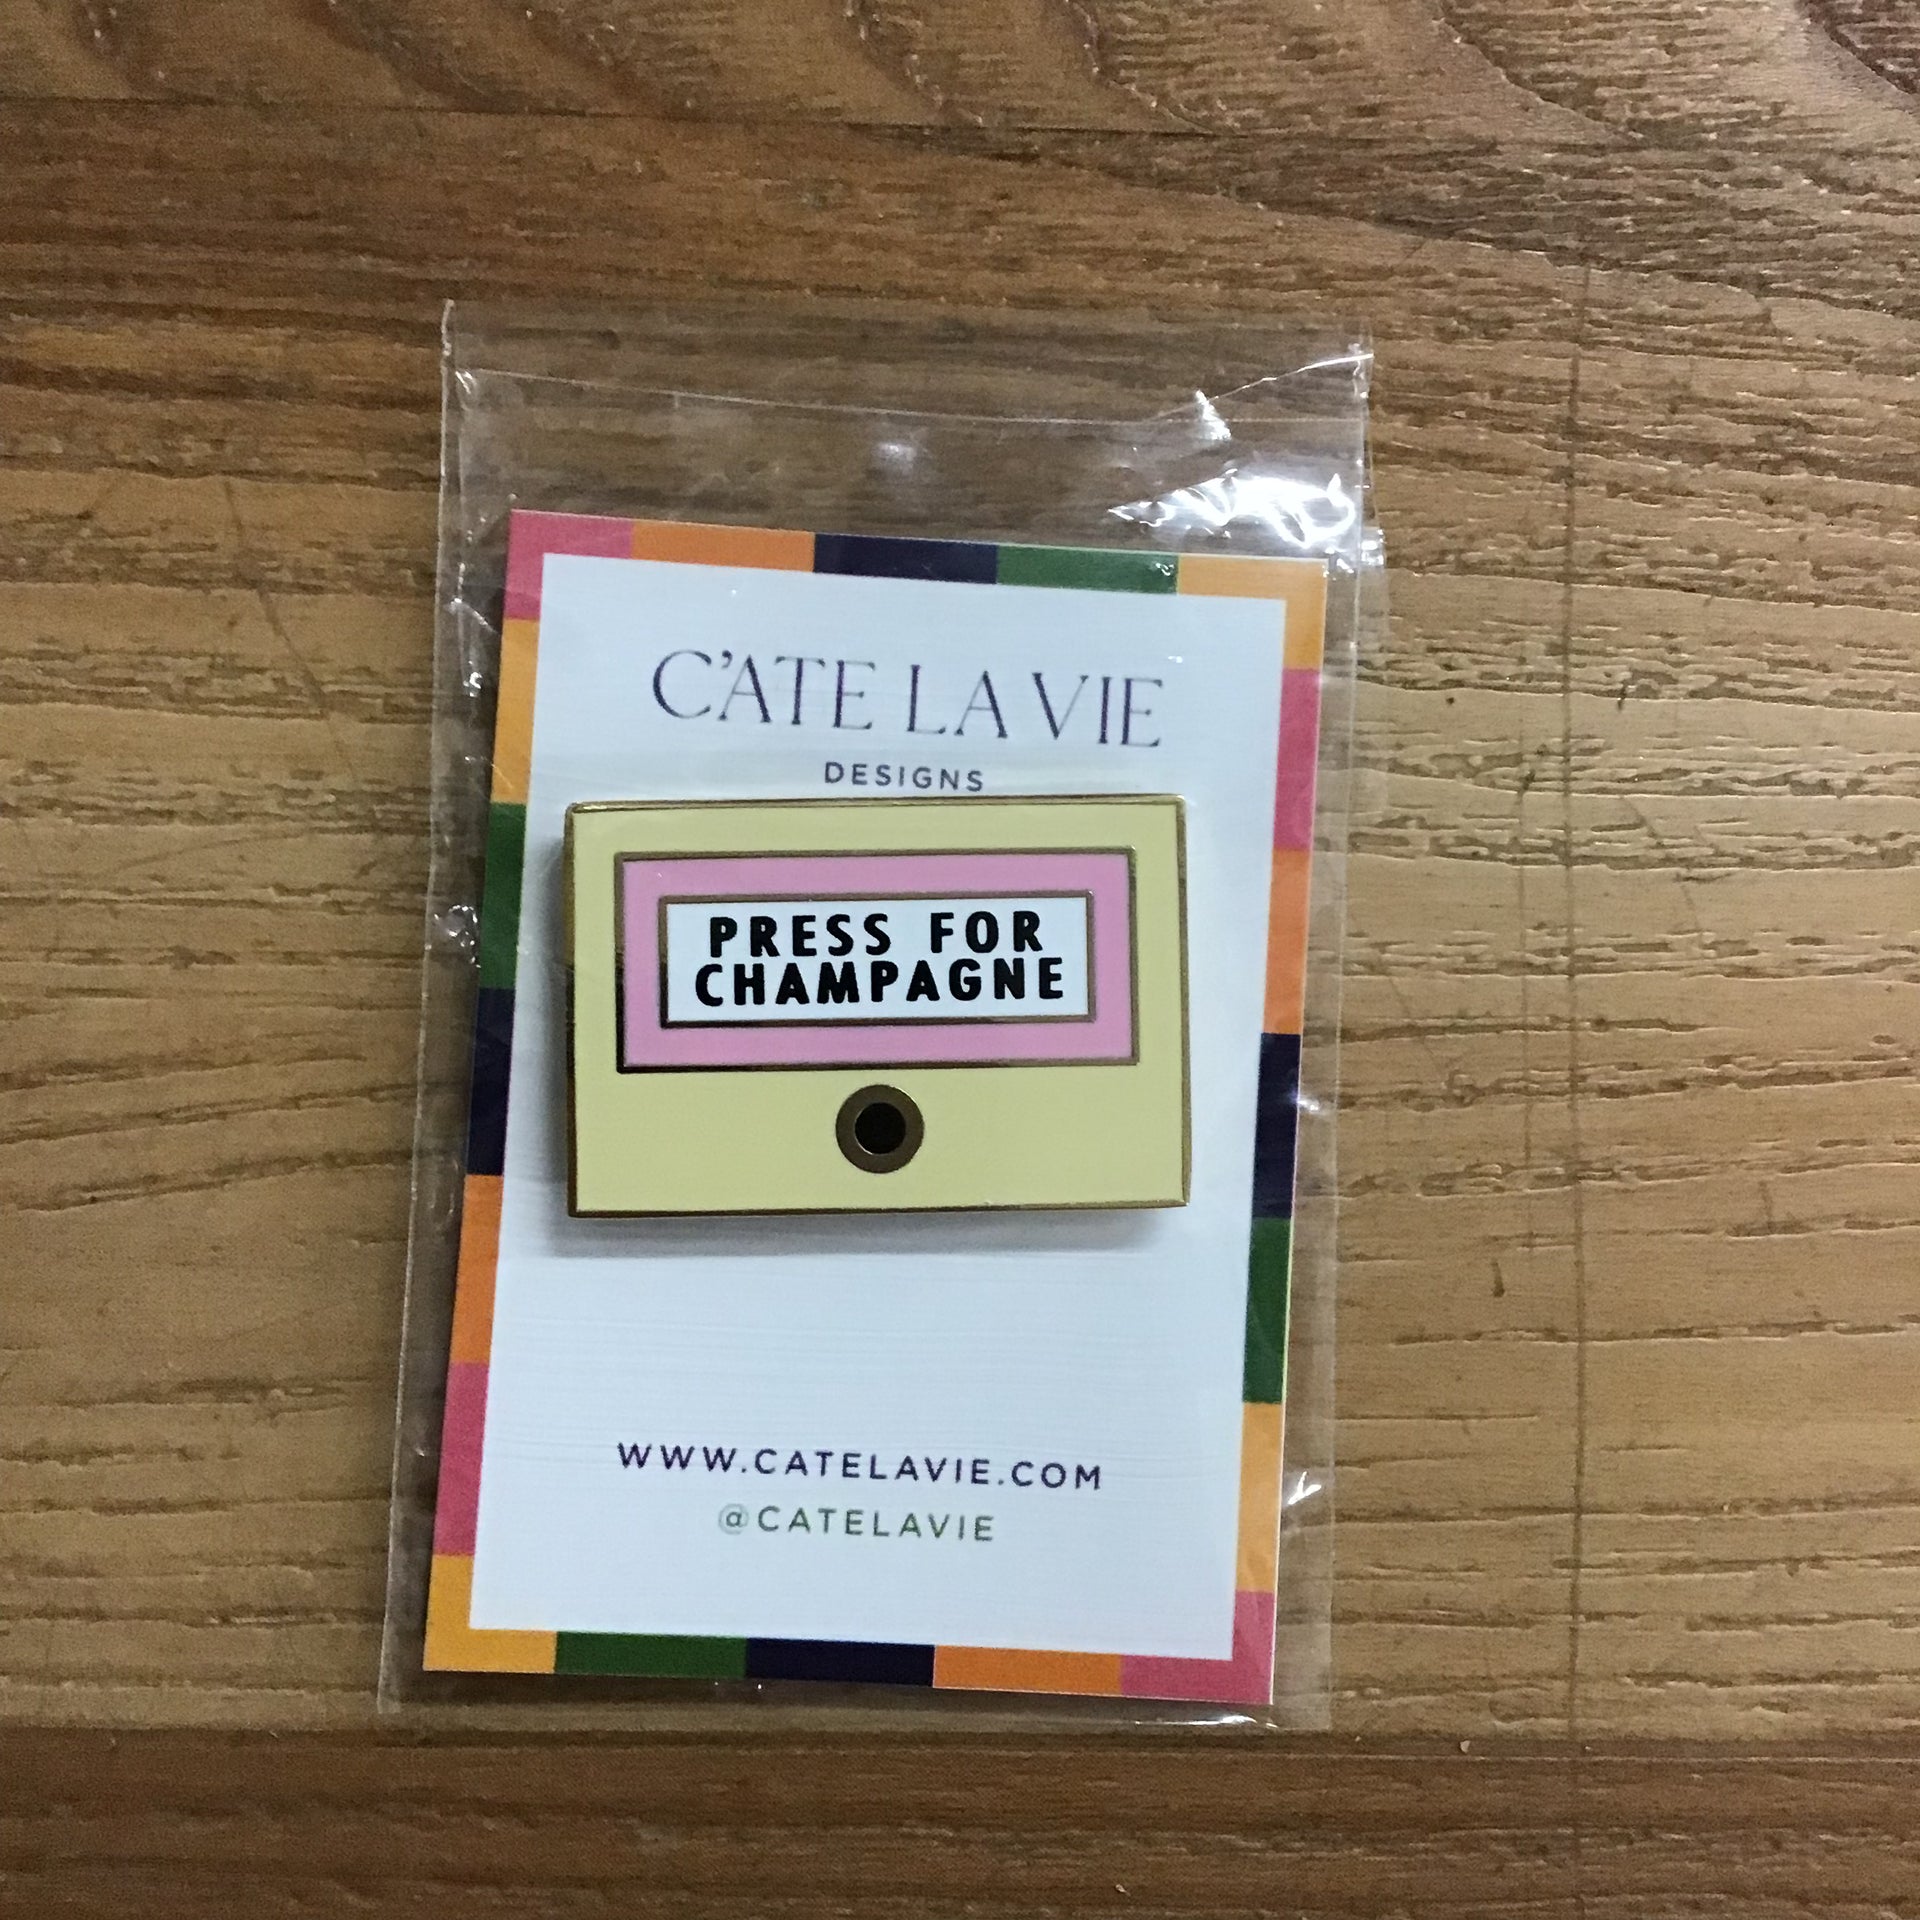 C'ATE LA VIE
DESIGNS
PRESS FOR
CHAMPAGNE
WWW.CATELAVIE.COM
@CATELAVIE